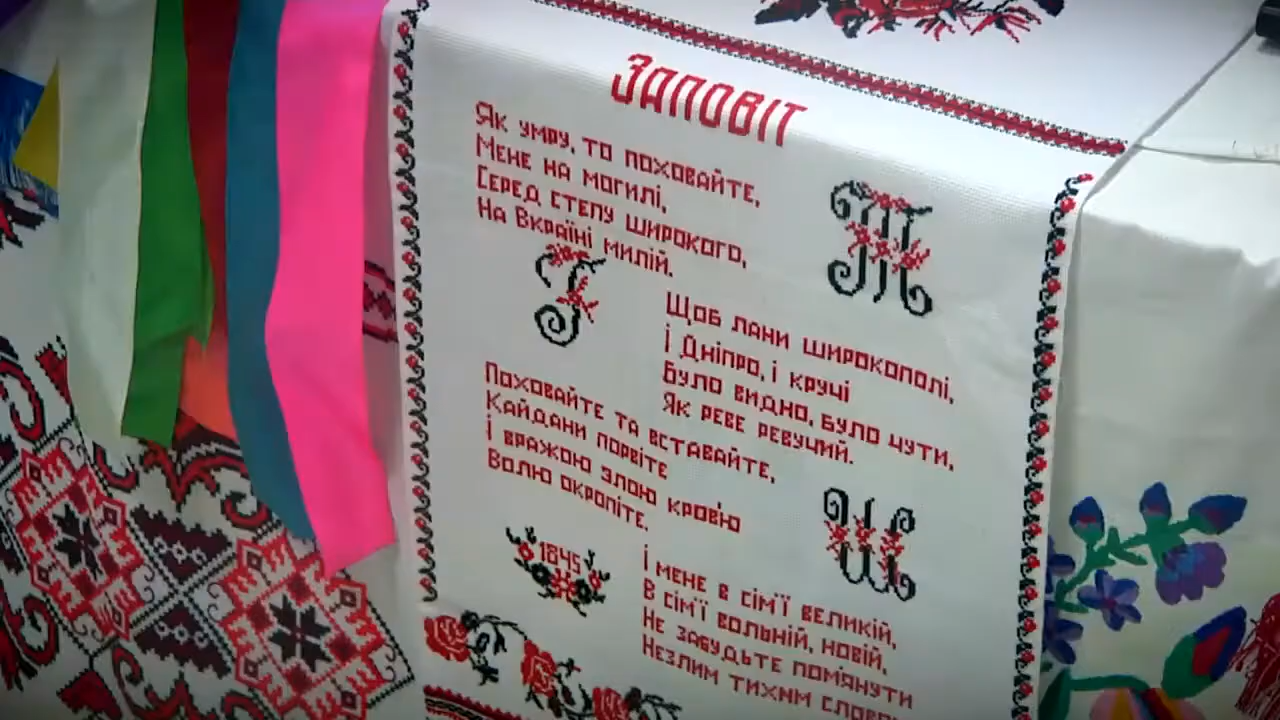 ЗАПОВІТ
Як умру, то поховайте,
Мене на могилі,
Серед степу широкого,
На Вкраїні милій.
Т
Г
Щоб лани широкополі,
і Дніпро, і кручі
Було видно, було чути,
Як реве ревучий.
Поховайте та вставайте,
Кайдани порвіте
і вражою злою кров'ю
Волю окропіте.
Ш
1845
і мене в сім'ї великій,
В сім'ї вольній, новій,
Не забудьте пом'янути
Незлим тихим